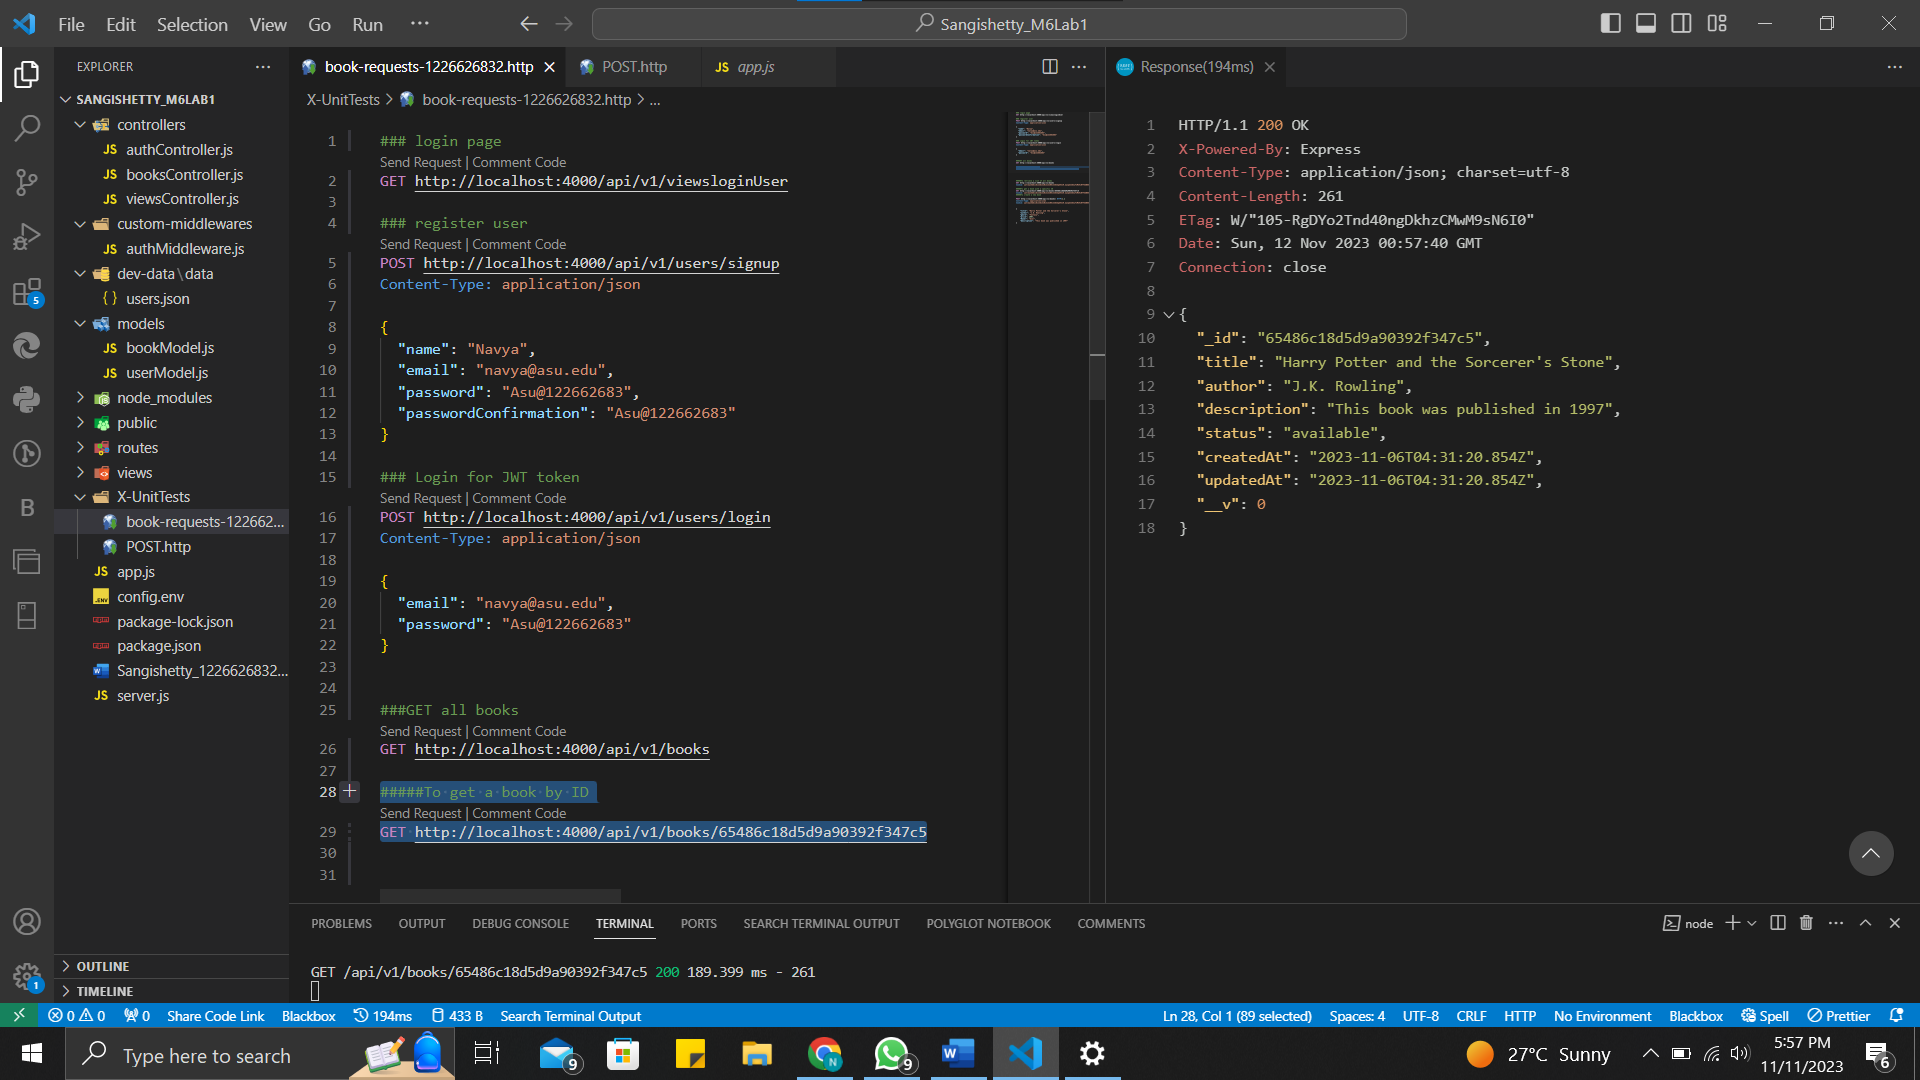 File Edit Selection View Go Run ···
Sangishetty_M6Lab1
EXPLORER
SANGISHETTY_M6LAB1
controllers
JS authController.js
JS booksController.js
JS viewsController.js
custom-middlewares
JS authMiddleware.js
dev-data\data
{} users.json
models
JS bookModel.js
JS userModel.js
node_modules
public
routes
views
X-UnitTests
book-requests-122662...
POST.http
JS app.js
config.env
package-lock.json
package.json
Sangishetty_1226626832...
JS server.js
OUTLINE
TIMELINE
5
B
1
book-requests-1226626832.http
POST.http
JS app.js
X-UnitTests > book-requests-1226626832.http > ...
1 ### login page
Send Request | Comment Code
2 GET http://localhost:4000/api/v1/viewsloginUser
3
4 ### register user
Send Request | Comment Code
5 POST http://localhost:4000/api/v1/users/signup
6 Content-Type: application/json
7
8 {
9 "name": "Navya",
10 "email": "navya@asu.edu",
11 "password": "Asu@122662683",
12 "passwordConfirmation": "Asu@122662683"
13 }
14
15 ### Login for JWT token
Send Request | Comment Code
16 POST http://localhost:4000/api/v1/users/login
17 Content-Type: application/json
18
19 {
20 "email": "navya@asu.edu",
21 "password": "Asu@122662683"
22 }
23
24
25 ###GET all books
Send Request | Comment Code
26 GET http://localhost:4000/api/v1/books
27
28 #####To get a book by ID
Send Request | Comment Code
29 GET http://localhost:4000/api/v1/books/65486c18d5d9a90392f347c5
30
31
Response(194ms)
1 HTTP/1.1 200 OK
2 X-Powered-By: Express
3 Content-Type: application/json; charset=utf-8
4 Content-Length: 261
5 ETag: W/"105-RgDYo2Tnd40ngDkhzCMwM9sN6I0"
6 Date: Sun, 12 Nov 2023 00:57:40 GMT
7 Connection: close
8
9 {
10 "_id": "65486c18d5d9a90392f347c5",
11 "title": "Harry Potter and the Sorcerer's Stone",
12 "author": "J.K. Rowling",
13 "description": "This book was published in 1997",
14 "status": "available",
15 "createdAt": "2023-11-06T04:31:20.854Z",
16 "updatedAt": "2023-11-06T04:31:20.854Z",
17 "__v": 0
18 }
PROBLEMS OUTPUT DEBUG CONSOLE TERMINAL PORTS SEARCH TERMINAL OUTPUT POLYGLOT NOTEBOOK COMMENTS
node
GET /api/v1/books/65486c18d5d9a90392f347c5 200 189.399 ms - 261
0 0 0 Share Code Link Blackbox 194ms 433 B Search Terminal Output
Ln 28, Col 1 (89 selected) Spaces: 4 UTF-8 CRLF HTTP No Environment Blackbox Spell Prettier
Type here to search
9
N
9
27°C Sunny
5:57 PM
11/11/2023
6